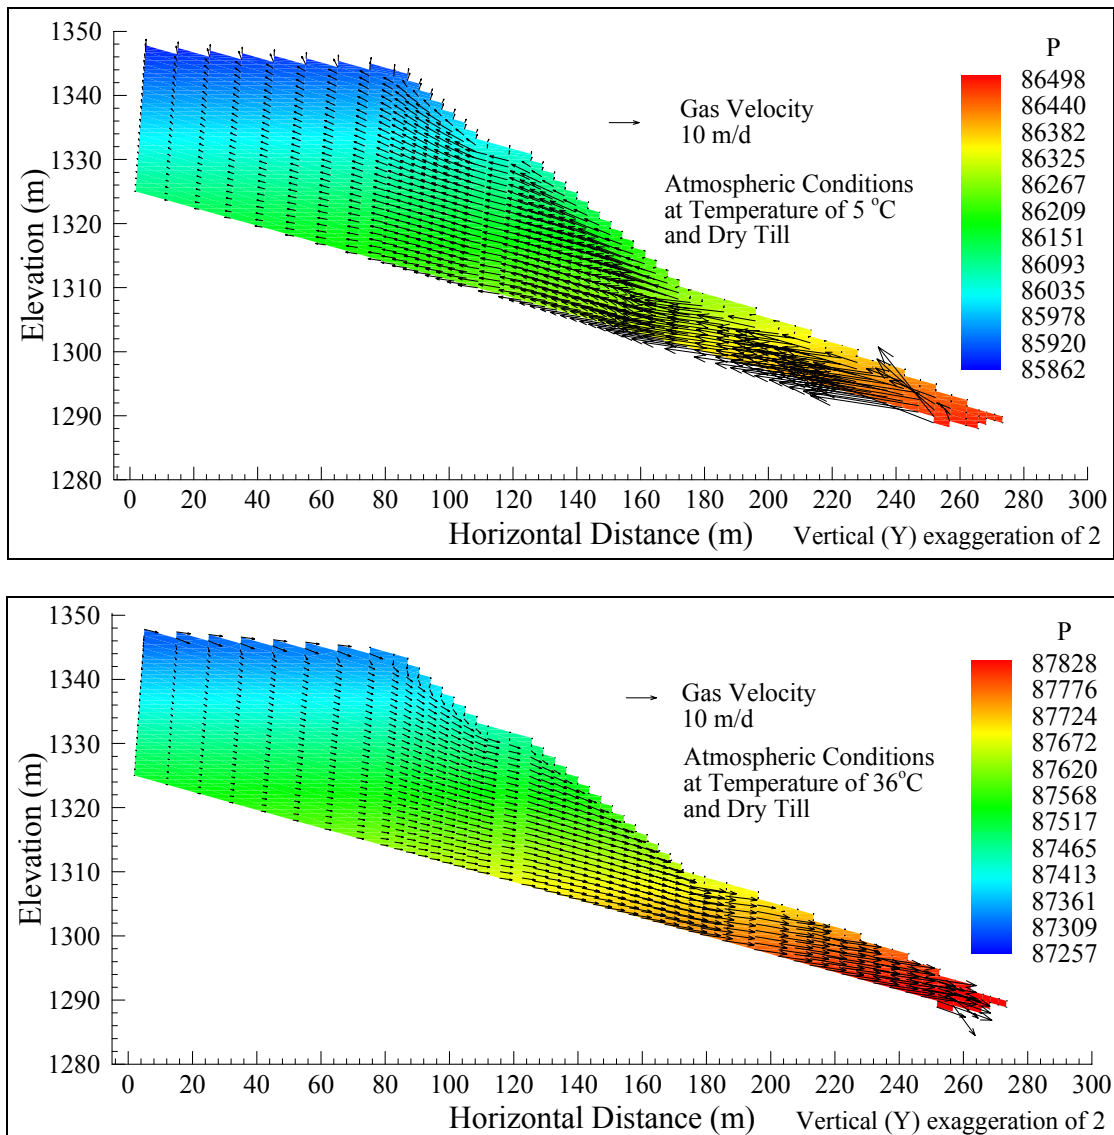 1350
1340
1330
1320
1310
1300
1290
1280
Elevation (m)
0 20 40 60 80 100 120 140 160 180 200 220 240 260 280 300
Horizontal Distance (m)
Vertical (Y) exaggeration of 2
Gas Velocity
10 m/d
Atmospheric Conditions
at Temperature of 5 °C
and Dry Till
P
86498
86440
86382
86325
86267
86209
86151
86093
86035
85978
85920
85862
1350
1340
1330
1320
1310
1300
1290
1280
Elevation (m)
0 20 40 60 80 100 120 140 160 180 200 220 240 260 280 300
Horizontal Distance (m)
Vertical (Y) exaggeration of 2
Gas Velocity
10 m/d
Atmospheric Conditions
at Temperature of 36°C
and Dry Till
P
87828
87776
87724
87672
87620
87568
87517
87465
87413
87361
87309
87257